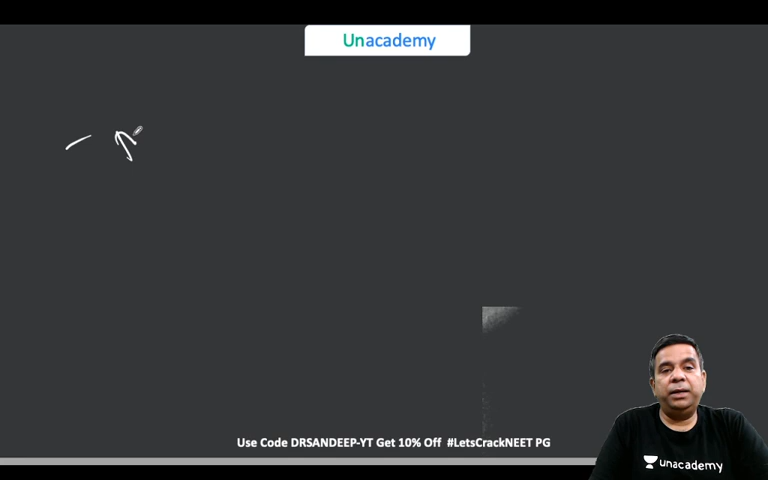 Unacademy
Use Code DRSANDEEP-YT Get 10% Off #LetsCrackNEET PG
unacademy